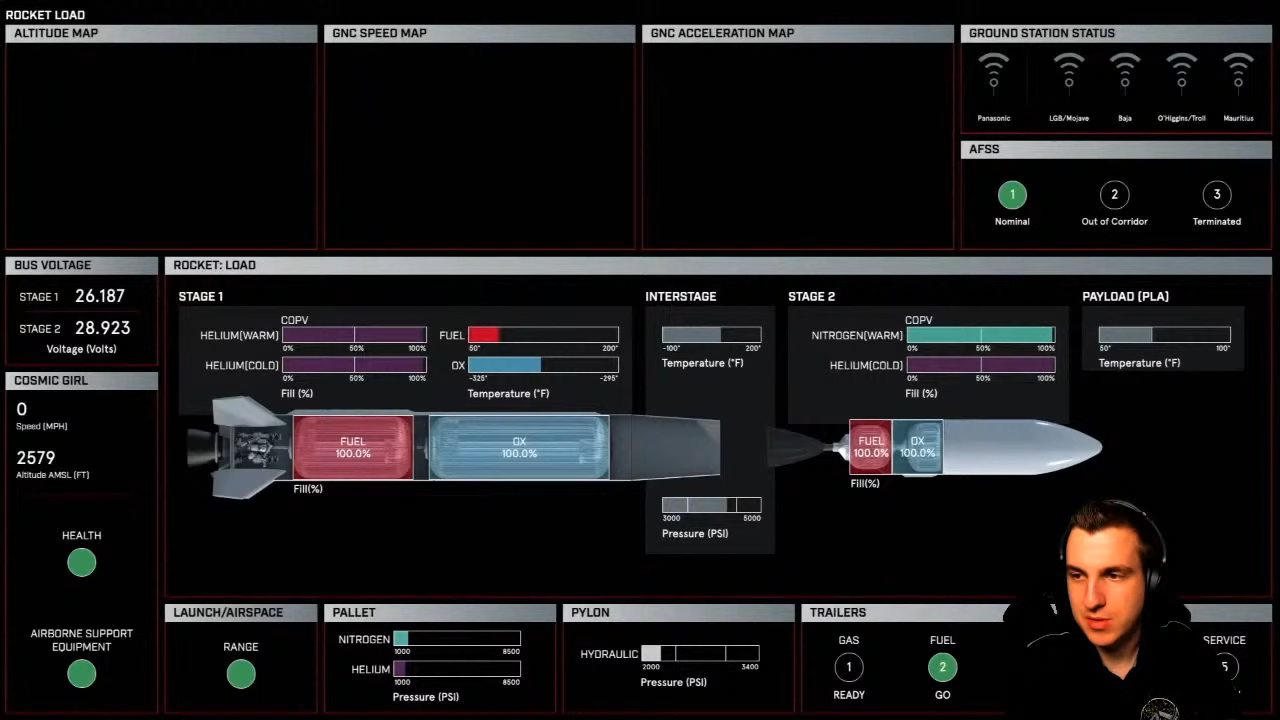 ROCKET LOAD
ALTITUDE MAP
GNC SPEED MAP
GNC ACCELERATION MAP
GROUND STATION STATUS
Panasonic
LGB/Mojave
Baja
O'Higgins/Troll
Mauritius
AFSS
1
2
3
Nominal
Out of Corridor
Terminated
BUS VOLTAGE
STAGE 1 26.187
STAGE 2 28.923
Voltage (Volts)
COSMIC GIRL
0
Speed (MPH)
2579
Altitude AMSL (FT)
HEALTH
AIRBORNE SUPPORT
EQUIPMENT
ROCKET: LOAD
STAGE 1
COPV
HELIUM(WARM)
0% 50% 100%
HELIUM(COLD)
0% 50% 100%
Fill (%)
FUEL
50° 200°
OX
-325° -295°
Temperature (°F)
FUEL
100.0%
OX
100.0%
Fill(%)
INTERSTAGE
-100° 200°
Temperature (°F)
3000 5000
Pressure (PSI)
STAGE 2
COPV
NITROGEN(WARM)
0% 50% 100%
HELIUM(COLD)
0% 50% 100%
Fill (%)
FUEL
100.0%
OX
100.0%
Fill(%)
PAYLOAD (PLA)
50° 100°
Temperature (°F)
LAUNCH/AIRSPACE
RANGE
PALLET
NITROGEN
1000 8500
HELIUM
1000 8500
Pressure (PSI)
PYLON
HYDRAULIC
2000 3400
Pressure (PSI)
TRAILERS
GAS
1
READY
FUEL
2
GO
SERVICE
5